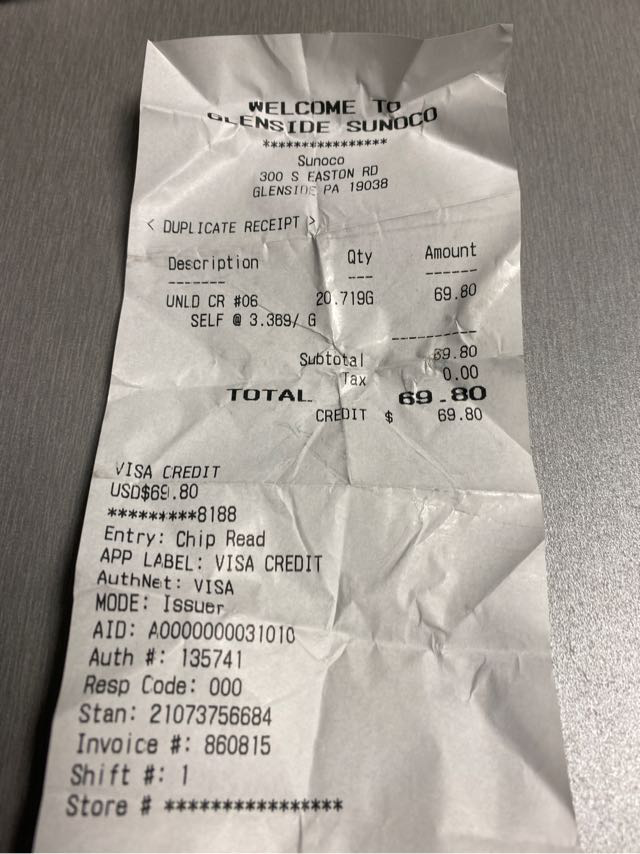 WELCOME TO
GLENSIDE SUNOCO
****************
Sunoco
300 S EASTON RD
GLENSIDE PA 19038
< DUPLICATE RECEIPT >
Description Qty Amount
------- --- ------
UNLD CR #06 20.719G 69.80
SELF @ 3.369/ G
----------
Subtotal 69.80
Tax 0.00
TOTAL 69.80
CREDIT $ 69.80
VISA CREDIT
USD$69.80
*********8188
Entry: Chip Read
APP LABEL: VISA CREDIT
AuthNet: VISA
MODE: Issuer
AID: A0000000031010
Auth #: 135741
Resp Code: 000
Stan: 21073756684
Invoice #: 860815
Shift #: 1
Store # ****************